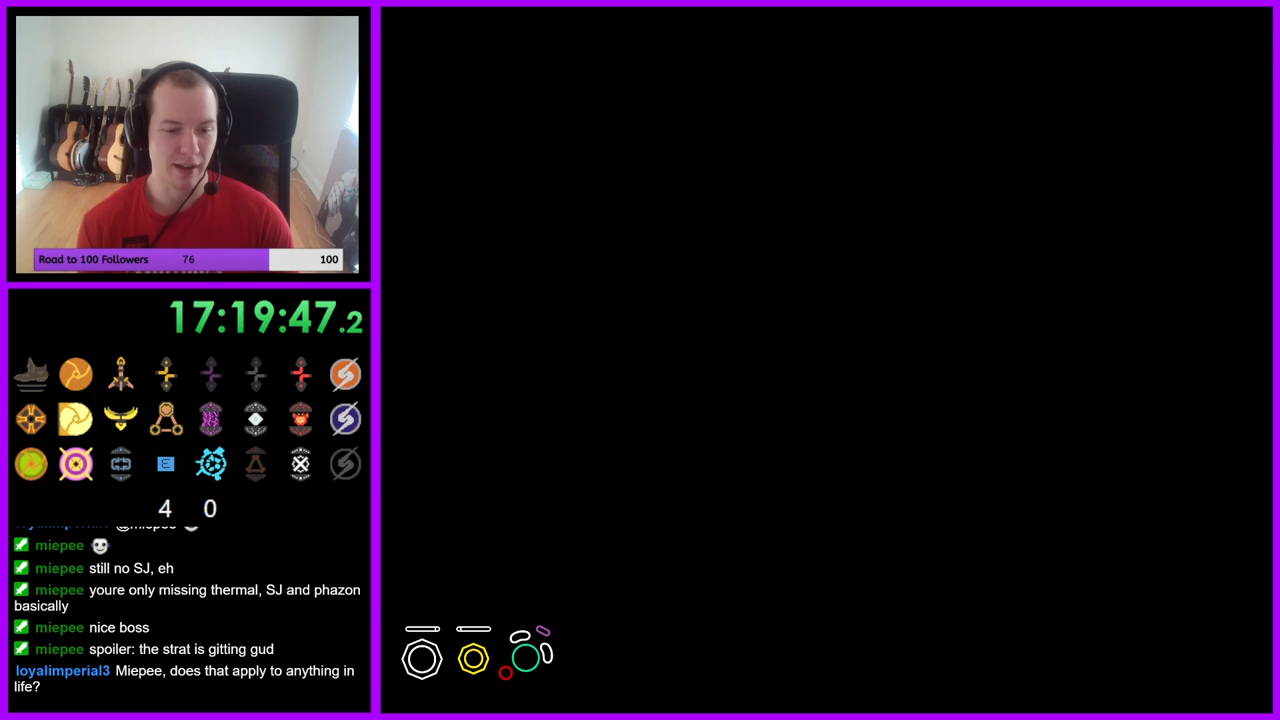 Road to 100 Followers 76 100
17:19:47.2
4 0
miepee
miepee still no SJ, eh
miepee youre only missing thermal, SJ and phazon
basically
miepee nice boss
miepee spoiler: the strat is gitting gud
loyalimperial3 Miepee, does that apply to anything in
life?